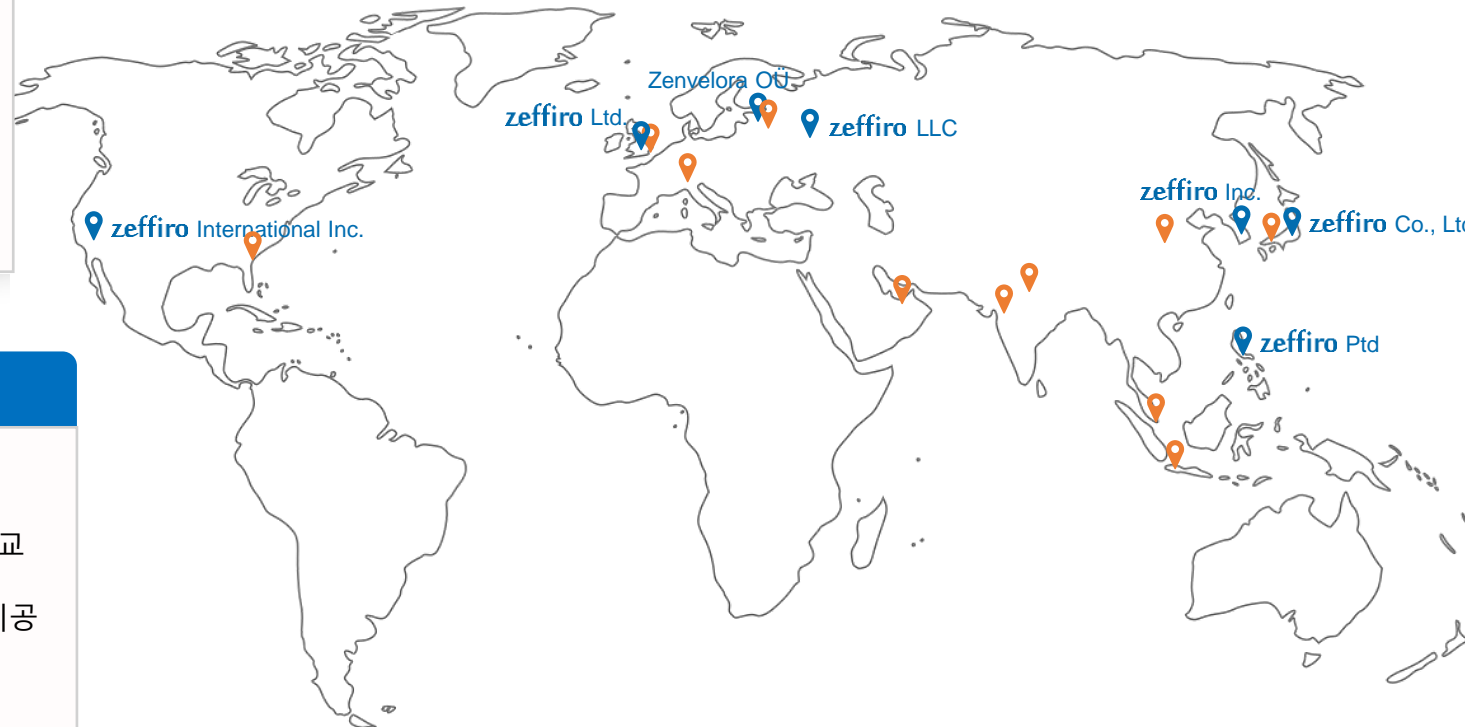 Zenvelora OÜ
zeffiro Ltd.
zeffiro LLC
zeffiro Inc.
zeffiro International Inc.
zeffiro Co., Ltd
zeffiro Ptd
교
공